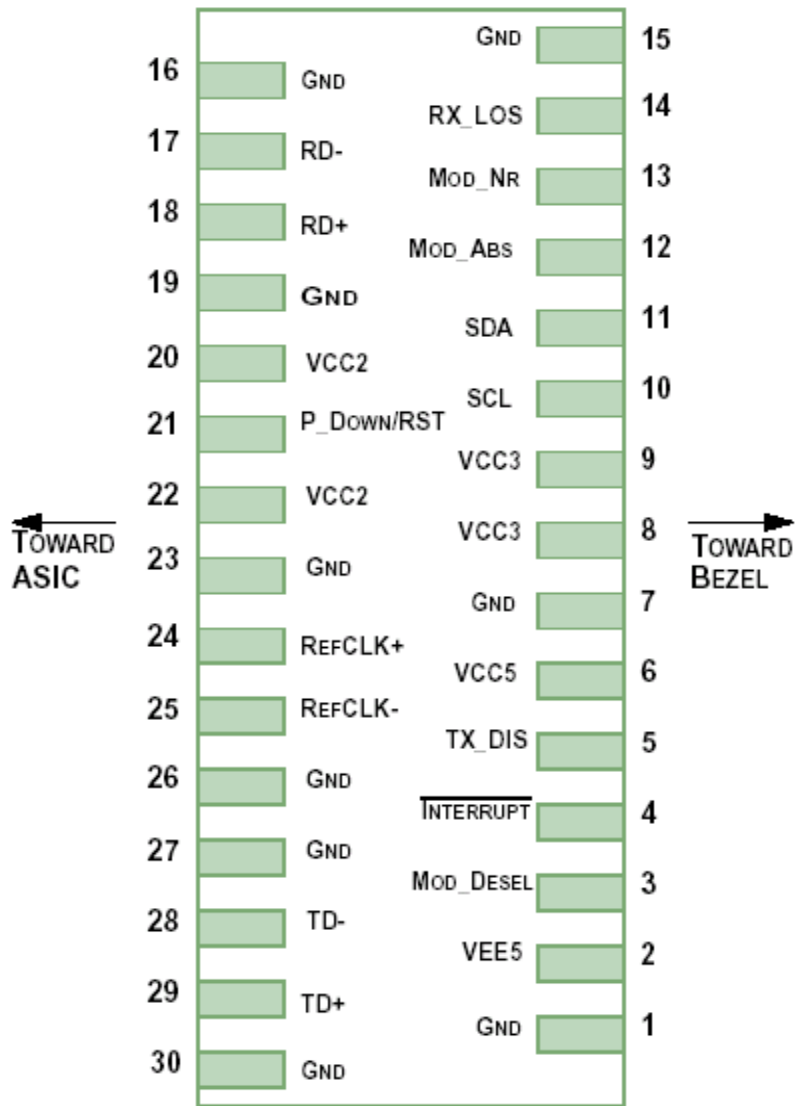 GND 15
16 GND
RX_LOS 14
17 RD-
MOD_NR 13
18 RD+
MOD_ABS 12
19 GND
SDA 11
20 VCC2
SCL 10
21 P_DOWN/RST
VCC3 9
22 VCC2
VCC3 8
TOWARD
ASIC
TOWARD
BEZEL
23 GND
GND 7
24 REFCLK+
VCC5 6
25 REFCLK-
TX_DIS 5
26 GND
INTERRUPT 4
27 GND
MOD_DESEL 3
28 TD-
VEE5 2
29 TD+
GND 1
30 GND